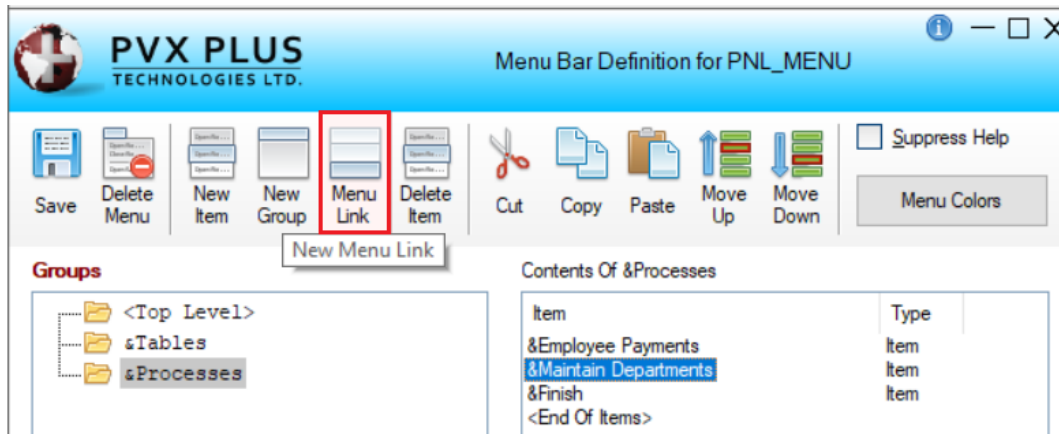 PVX PLUS
TECHNOLOGIES LTD.
Menu Bar Definition for PNL_MENU
Save
Delete Menu
New Item
New Group
Menu Link
Delete Item
Cut
Copy
Paste
Move Up
Move Down
Suppress Help
Menu Colors
New Menu Link
Groups
<Top Level>
&Tables
&Processes
Contents Of &Processes
Item Type
&Employee Payments Item
&Maintain Departments Item
&Finish Item
<End Of Items>